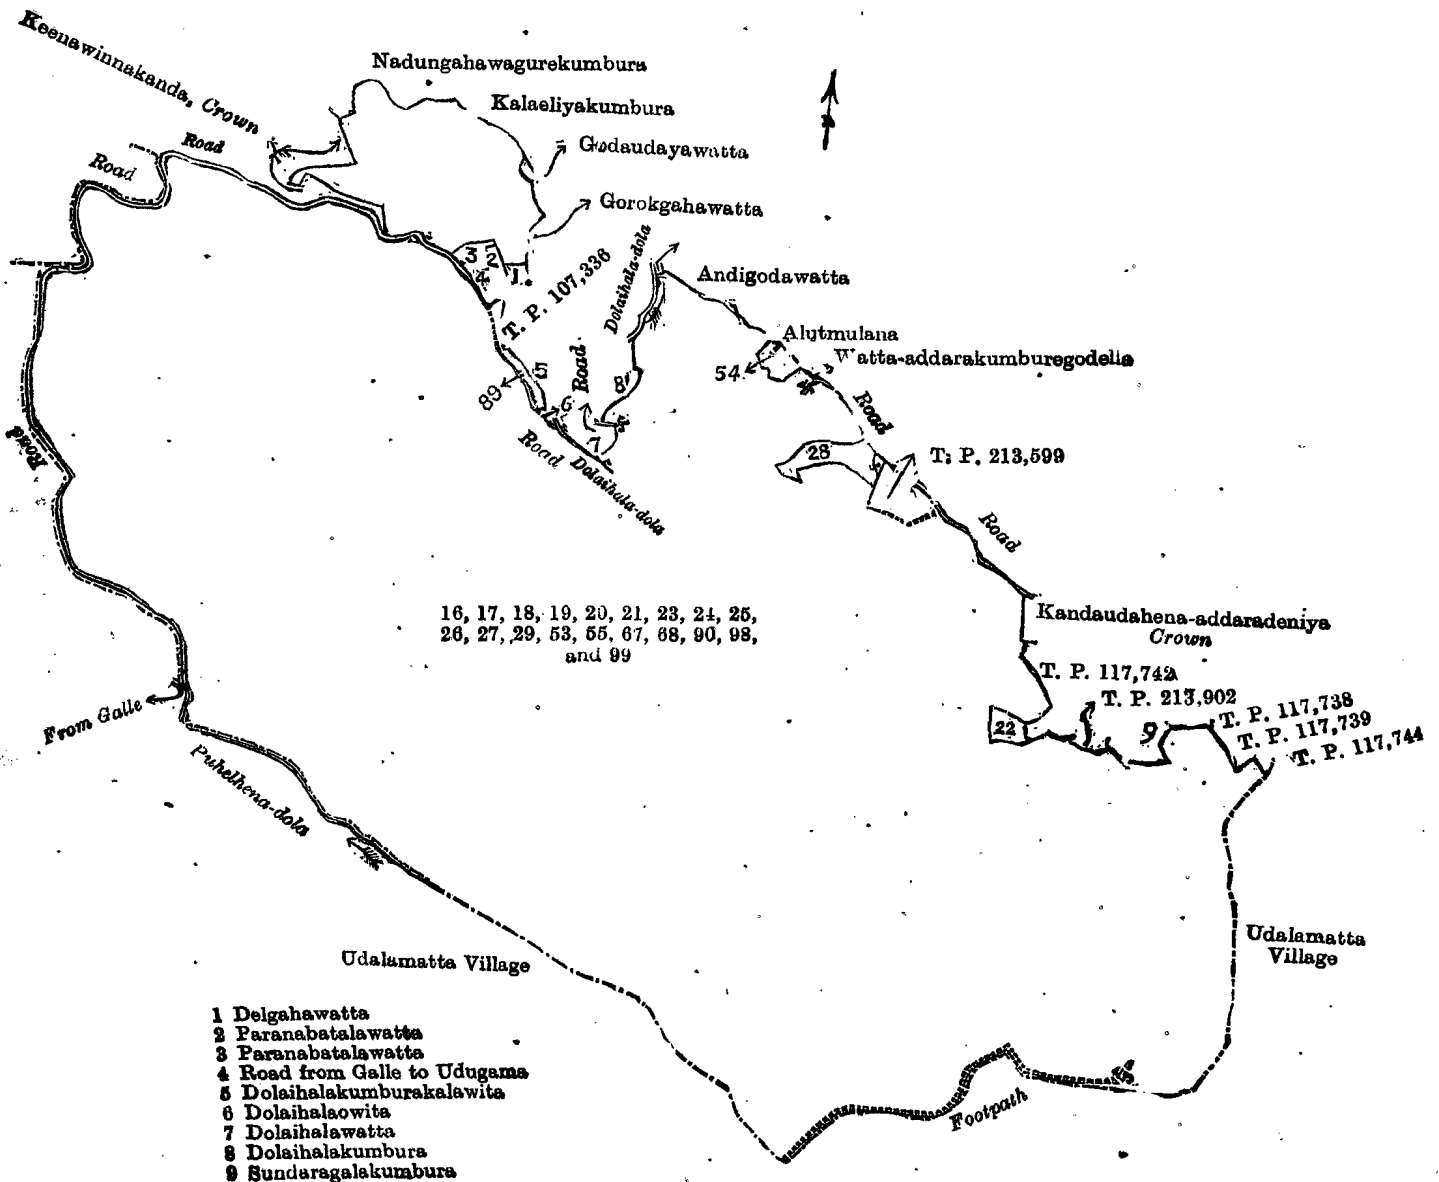 Keenawinnakanda, Crown
Nadungahawagurekumbura
Kalaeliyakumbura
Godaudayawatta
Gorokgahawatta
Road
Road
3
2
1
4
T. P. 107,336
Dolaihala-dola
Andigodawatta
Alutmulana
Watta-addarakumburegodella
54
5
89
6
Road
8
7
Road
Dolaihala-dola
Road
28
T. P. 213,599
Road
Road
16, 17, 18, 19, 20, 21, 23, 24, 25,
26, 27, 29, 53, 55, 67, 68, 90, 98,
and 99
Kandaudahena-addaradeniya
Crown
T. P. 117,742
T. P. 213,902
22
9
T. P. 117,738
T. P. 117,739
T. P. 117,744
From Galle
Puhelhena-dola
Udalamatta Village
Udalamatta
Village
Footpath
1 Delgahawatta
2 Paranabatalawatta
3 Paranabatalawatta
4 Road from Galle to Udugama
5 Dolaihalakumburakalawita
6 Dolaihalaowita
7 Dolaihalawatta
8 Dolaihalakumbura
9 Sundaragalakumbura